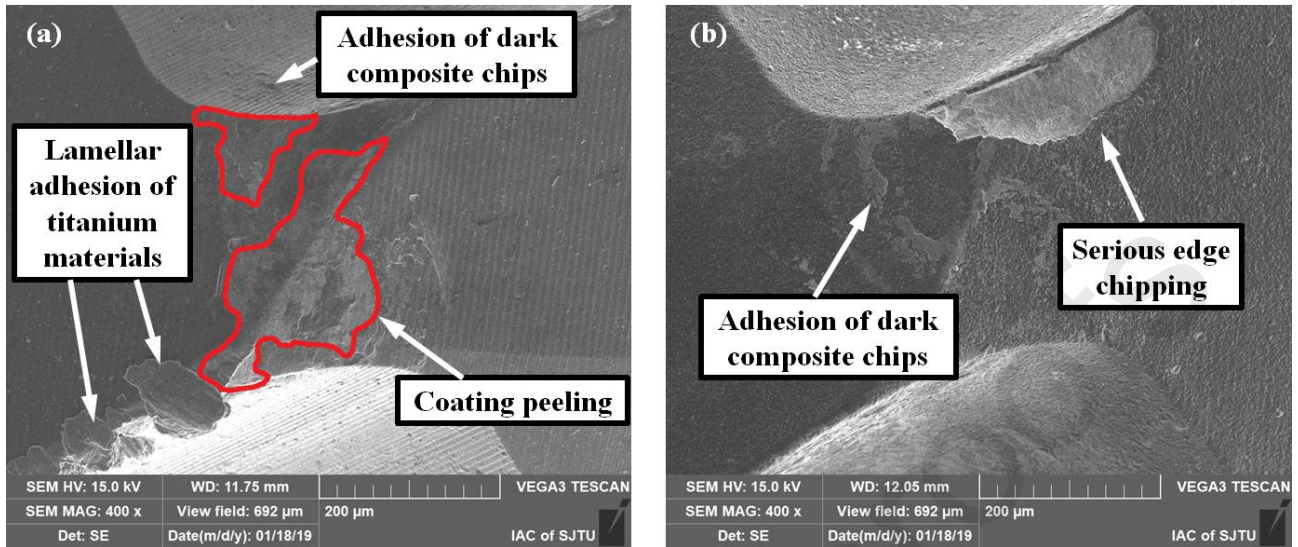 (a)
Adhesion of dark
composite chips
Lamellar
adhesion of
titanium
materials
Coating peeling
SEM HV: 15.0 kV
WD: 11.75 mm
VEGA3 TESCAN
SEM MAG: 400 x
View field: 692 µm
200 µm
Det: SE
Date(m/d/y): 01/18/19
IAC of SJTU
(b)
Serious edge
chipping
Adhesion of dark
composite chips
SEM HV: 15.0 kV
WD: 12.05 mm
VEGA3 TESCAN
SEM MAG: 400 x
View field: 692 µm
200 µm
Det: SE
Date(m/d/y): 01/18/19
IAC of SJTU